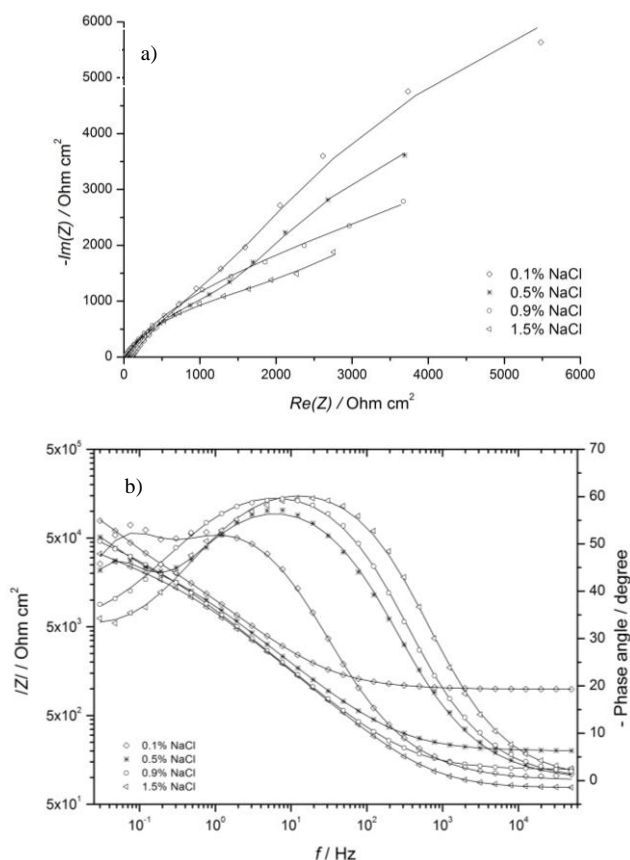 a)
6000
5000
4000
3000
2000
1000
0
-Im(Z) / Ohm cm²
0 1000 2000 3000 4000 5000 6000
Re(Z) / Ohm cm²
0.1% NaCl
0.5% NaCl
0.9% NaCl
1.5% NaCl
b)
5x10⁵
5x10⁴
5x10³
5x10²
5x10¹
|Z| / Ohm cm²
70
60
50
40
30
20
10
0
- Phase angle / degree
0.1% NaCl
0.5% NaCl
0.9% NaCl
1.5% NaCl
10⁻¹ 10⁰ 10¹ 10² 10³ 10⁴
f / Hz